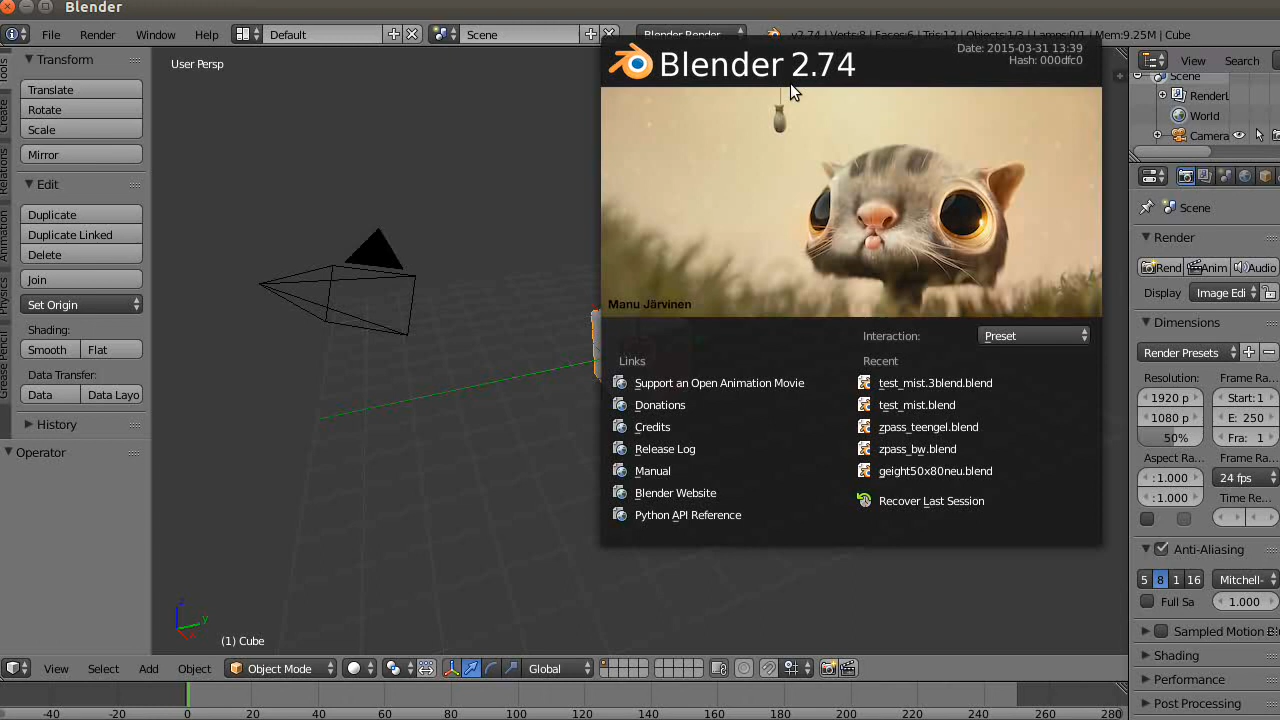 Blender
File Render Window Help Default Scene Blender Render v2.74 | Verts:8 | Faces:6 | Tris:12 | Objects:1/3 | Lamps:0/1 | Mem:9.25M | Cube
Tools
Create
Relations
Animation
Physics
Grease Pencil
Transform
Translate
Rotate
Scale
Mirror
Edit
Duplicate
Duplicate Linked
Delete
Join
Set Origin
Shading:
Smooth Flat
Data Transfer:
Data Data Layo
History
Operator
User Persp
Blender 2.74
Date: 2015-03-31 13:39
Hash: 000dfc0
Manu Järvinen
Interaction: Preset
Links
Support an Open Animation Movie
Donations
Credits
Release Log
Manual
Blender Website
Python API Reference
Recent
test_mist.3blend.blend
test_mist.blend
zpass_teengel.blend
zpass_bw.blend
geight50x80neu.blend
Recover Last Session
z
y
x
(1) Cube
View Select Add Object Object Mode Global
-40 -20 0 20 40 60 80 100 120 140 160 180 200 220 240 260 280
View Search
Scene
RenderL
World
Camera
Scene
Render
Rend Anim Audio
Display Image Edi
Dimensions
Render Presets
Resolution: Frame Ra...
1920 p Start: 1
1080 p E: 250
50% Fra: 1
Aspect Ra... Frame Ra...
: 1.000 24 fps
: 1.000 Time Re...
Anti-Aliasing
5 8 1 16 Mitchell-
Full Sa 1.000
Sampled Motion B
Shading
Performance
Post Processing